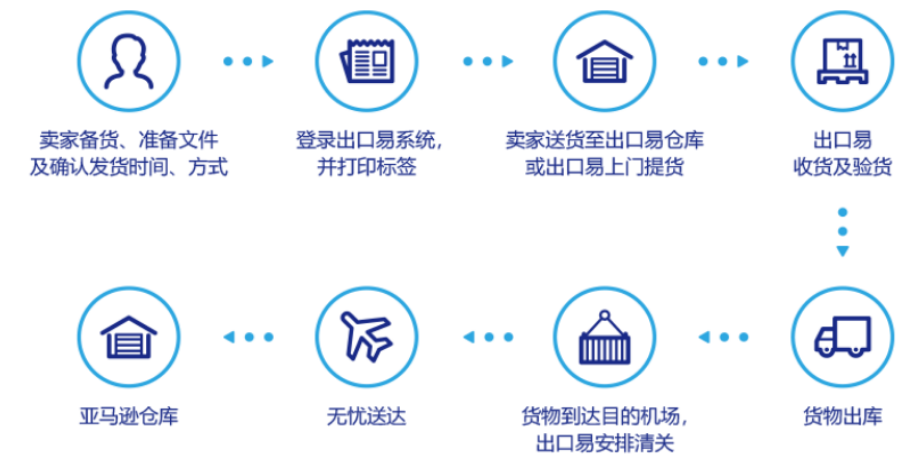 卖家备货、准备文件
及确认发货时间、方式
登录出口易系统，
并打印标签
卖家送货至出口易仓库
或出口易上门提货
出口易
收货及验货
货物出库
货物到达目的机场，
出口易安排清关
无忧送达
亚马逊仓库